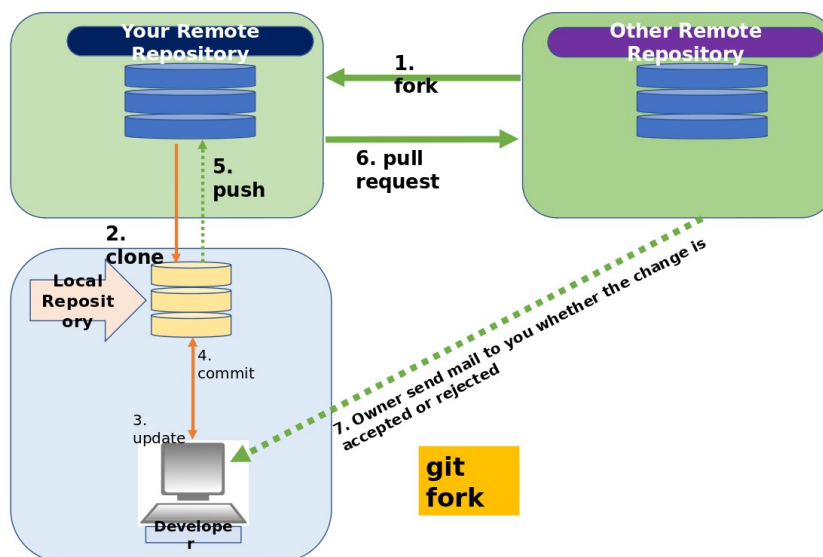 Your Remote
Repository
Other Remote
Repository
1.
fork
6. pull
request
5.
push
2.
clone
Local
Reposit
ory
4.
commit
3.
update
7. Owner send mail to you whether the change is
accepted or rejected
git
fork
Develope
r